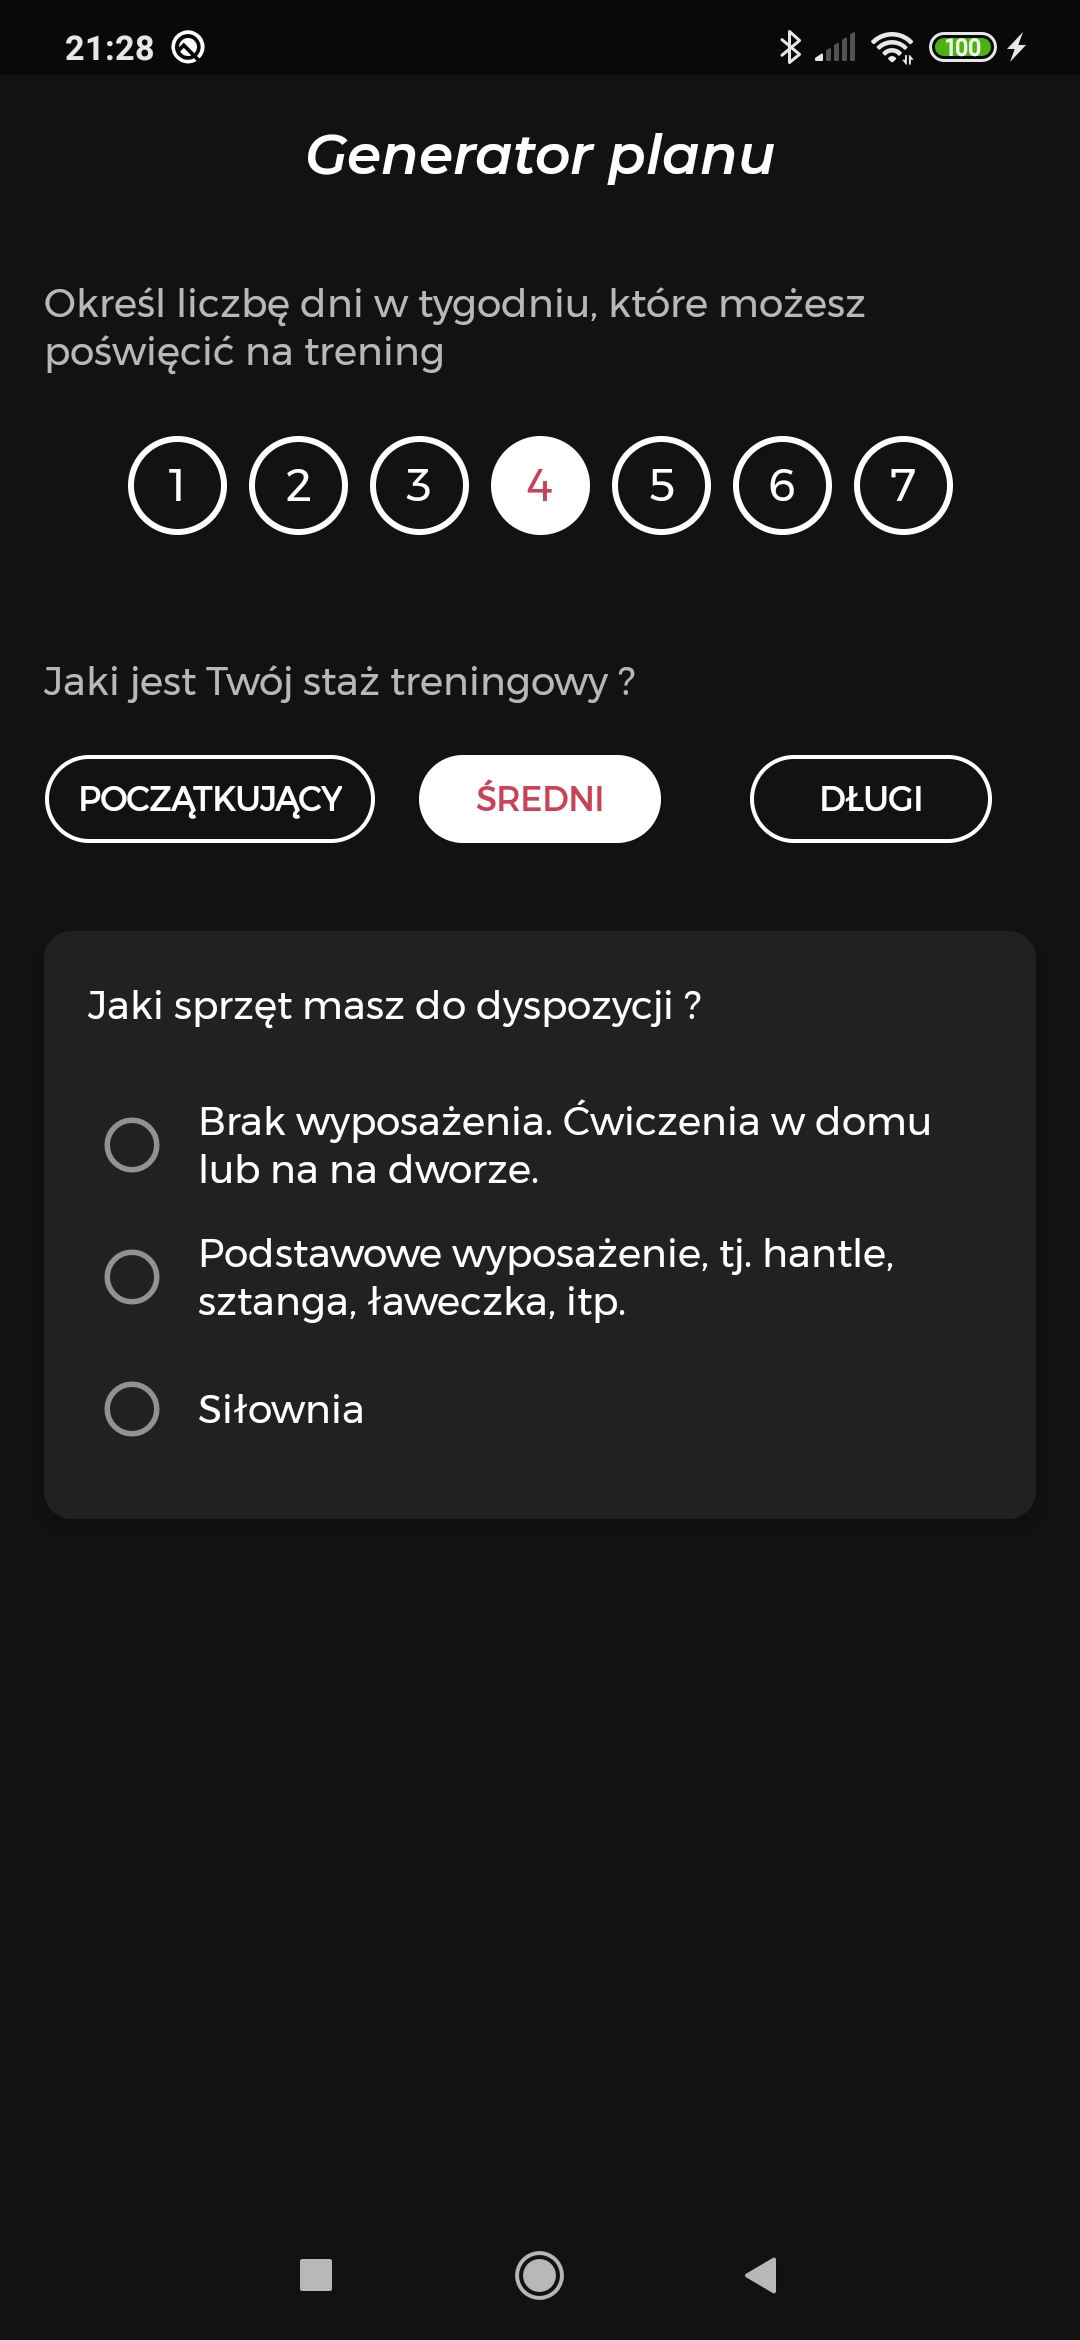 21:28
100
Generator planu
Określ liczbę dni w tygodniu, które możesz
poświęcić na trening
1 2 3 4 5 6 7
Jaki jest Twój staż treningowy ?
POCZĄTKUJĄCY ŚREDNI DŁUGI
Jaki sprzęt masz do dyspozycji ?
Brak wyposażenia. Ćwiczenia w domu
lub na na dworze.
Podstawowe wyposażenie, tj. hantle,
sztanga, ławeczka, itp.
Siłownia